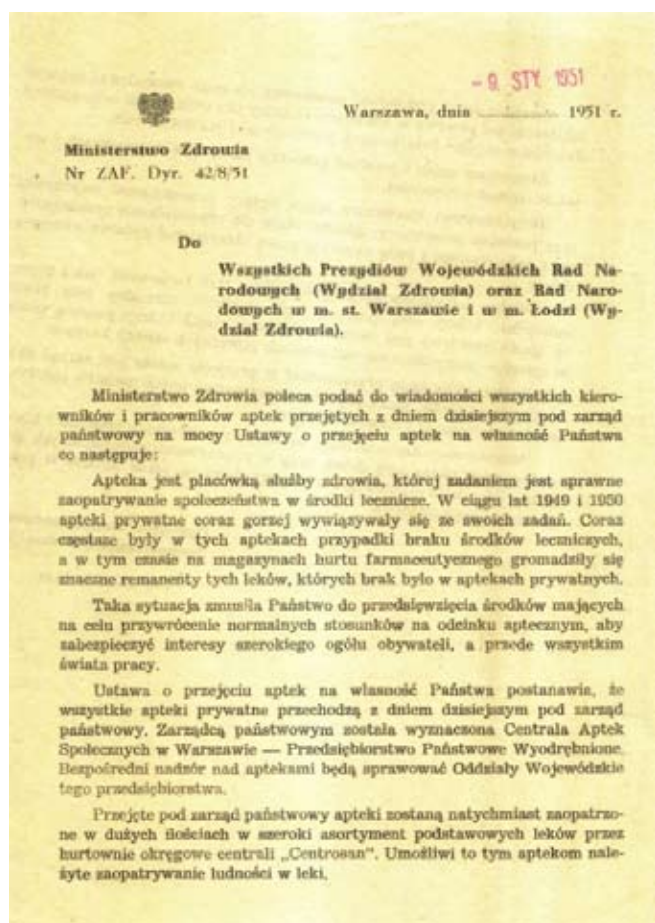 - 9. STY. 1951
Warszawa, dnia 1951 r.
Ministerstwo Zdrowia
Nr ZAF. Dyr. 42/8/51
Do
Wszystkich Prezydiów Wojewódzkich Rad Na-
rodowych (Wydział Zdrowia) oraz Rad Naro-
dowych w m. st. Warszawie i w m. Łodzi (Wy-
dział Zdrowia).
Ministerstwo Zdrowia poleca podać do wiadomości wszystkich kierow-
wników i pracowników aptek przejętych z dniem dzisiejszym pod zarząd
państwowy na mocy Ustawy o przejęciu aptek na własność Państwa
co następuje:
Apteka jest placówką służby zdrowia, której zadaniem jest sprawne
zaopatrywanie społeczeństwa w środki lecznicze. W ciągu lat 1949 i 1950
apteki prywatne coraz gorzej wywiązywały się ze swoich zadań. Coraz
częstsze były w tych aptekach przypadki braku środków leczniczych,
a w tym czasie na magazynach hurtu farmaceutycznego gromadziły się
znaczne remanenty tych leków, których brak było w aptekach prywatnych.
Taka sytuacja zmusiła Państwo do przedsięwzięcia środków mających
na celu przywrócenie normalnych stosunków na odcinku aptecznym, aby
zabezpieczyć interesy szerokiego ogółu obywateli, a przede wszystkim
świata pracy.
Ustawa o przejęciu aptek na własność Państwa postanawia, że
wszystkie apteki prywatne przechodzą z dniem dzisiejszym pod zarząd
państwowy. Zarządcą państwowym została wyznaczona Centrala Aptek
Społecznych w Warszawie — Przedsiębiorstwo Państwowe Wyodrębnione.
Bezpośredni nadzór nad aptekami będą sprawować Oddziały Wojewódzkie
tego przedsiębiorstwa.
Przejęte pod zarząd państwowy apteki zostaną natychmiast zaopatrzo-
ne w dużych ilościach w szeroki asortyment podstawowych leków przez
hurtownie okręgowe centrali „Centrosan". Umożliwi to tym aptekom nale-
żyte zaopatrywanie ludności w leki.